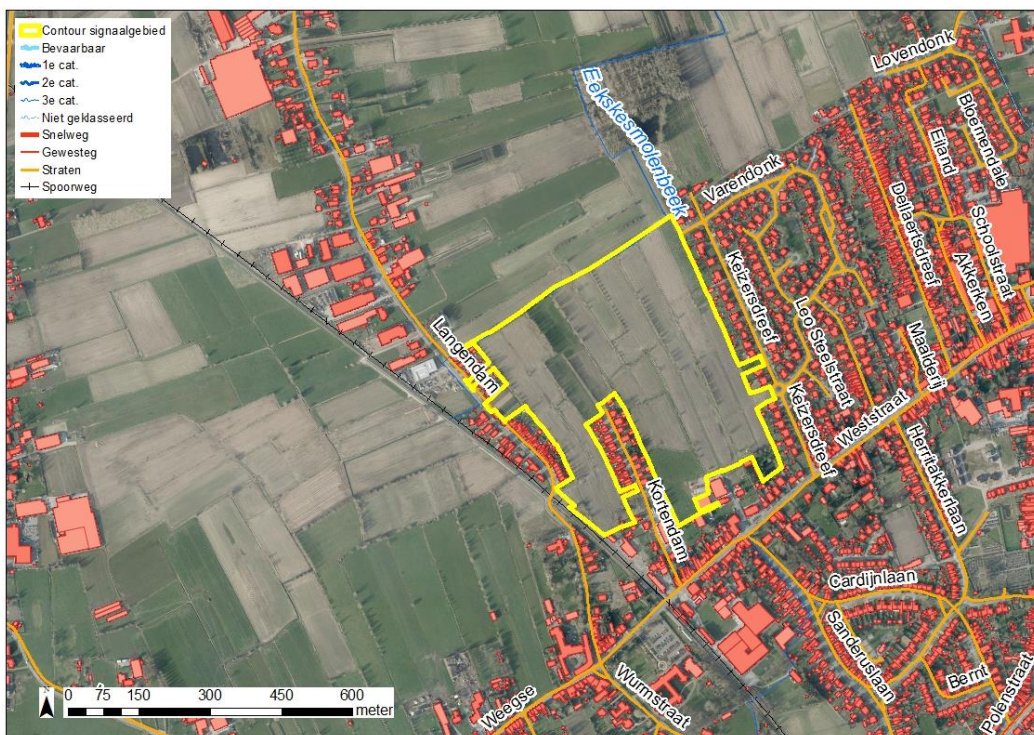 Contour signaalgebied
Bevaarbaar
1e cat.
2e cat.
3e cat.
Niet geklasseerd
Snelweg
Gewesteg
Straten
Spoorweg
Eekskesmolenbeek
Lovendonk
Bloemendale
Eiland
Varendonk
Dellaertsdreef
Schoolstraat
Akkerken
Keizersdreef
Leo Steelstraat
Langendam
Maalderij
Weststraat
Keizersdreef
Herritakkerlaan
Kortendam
Cardijnlaan
Sanderuslaan
Bernt
Polenstraat
Wurmstraat
Weegse
0 75 150 300 450 600
meter